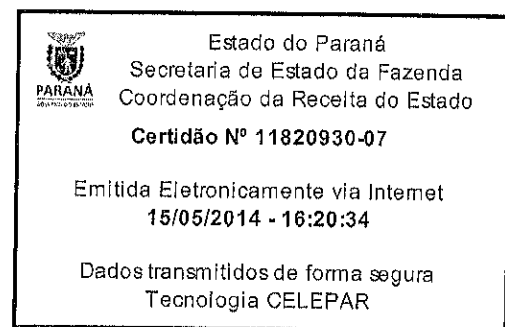 Estado do Paraná
Secretaria de Estado da Fazenda
PARANÁ
Coordenação da Receita do Estado
Certidão Nº 11820930-07
Emitida Eletronicamente via Internet
15/05/2014 - 16:20:34
Dados transmitidos de forma segura
Tecnologia CELEPAR